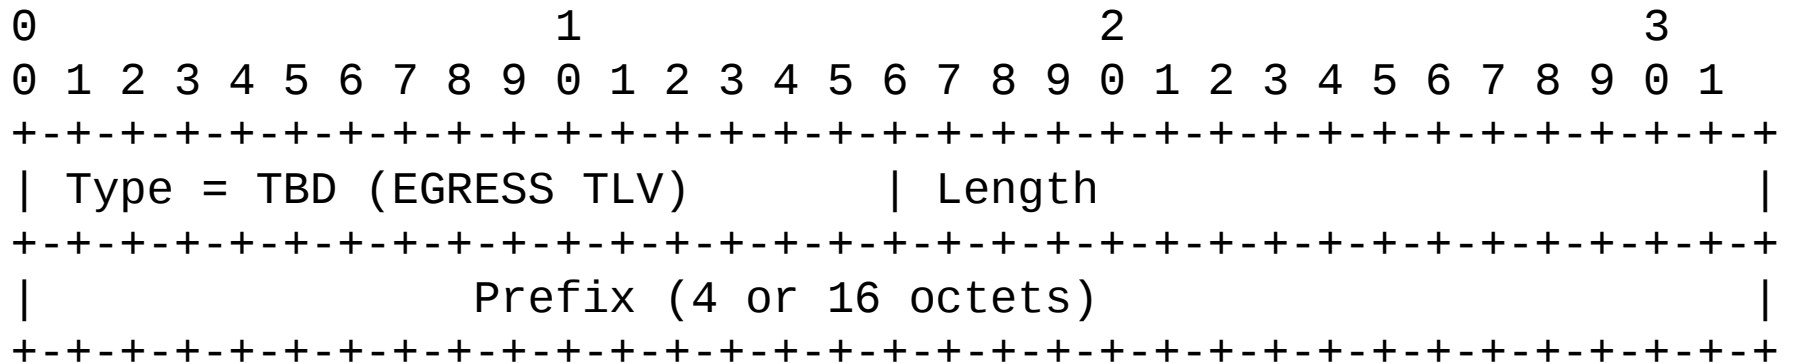 0                   1                   2                   3
0 1 2 3 4 5 6 7 8 9 0 1 2 3 4 5 6 7 8 9 0 1 2 3 4 5 6 7 8 9 0 1
+-+-+-+-+-+-+-+-+-+-+-+-+-+-+-+-+-+-+-+-+-+-+-+-+-+-+-+-+-+-+-+-+
| Type = TBD (EGRESS TLV)       | Length                        |
+-+-+-+-+-+-+-+-+-+-+-+-+-+-+-+-+-+-+-+-+-+-+-+-+-+-+-+-+-+-+-+-+
|                Prefix (4 or 16 octets)                        |
+-+-+-+-+-+-+-+-+-+-+-+-+-+-+-+-+-+-+-+-+-+-+-+-+-+-+-+-+-+-+-+-+